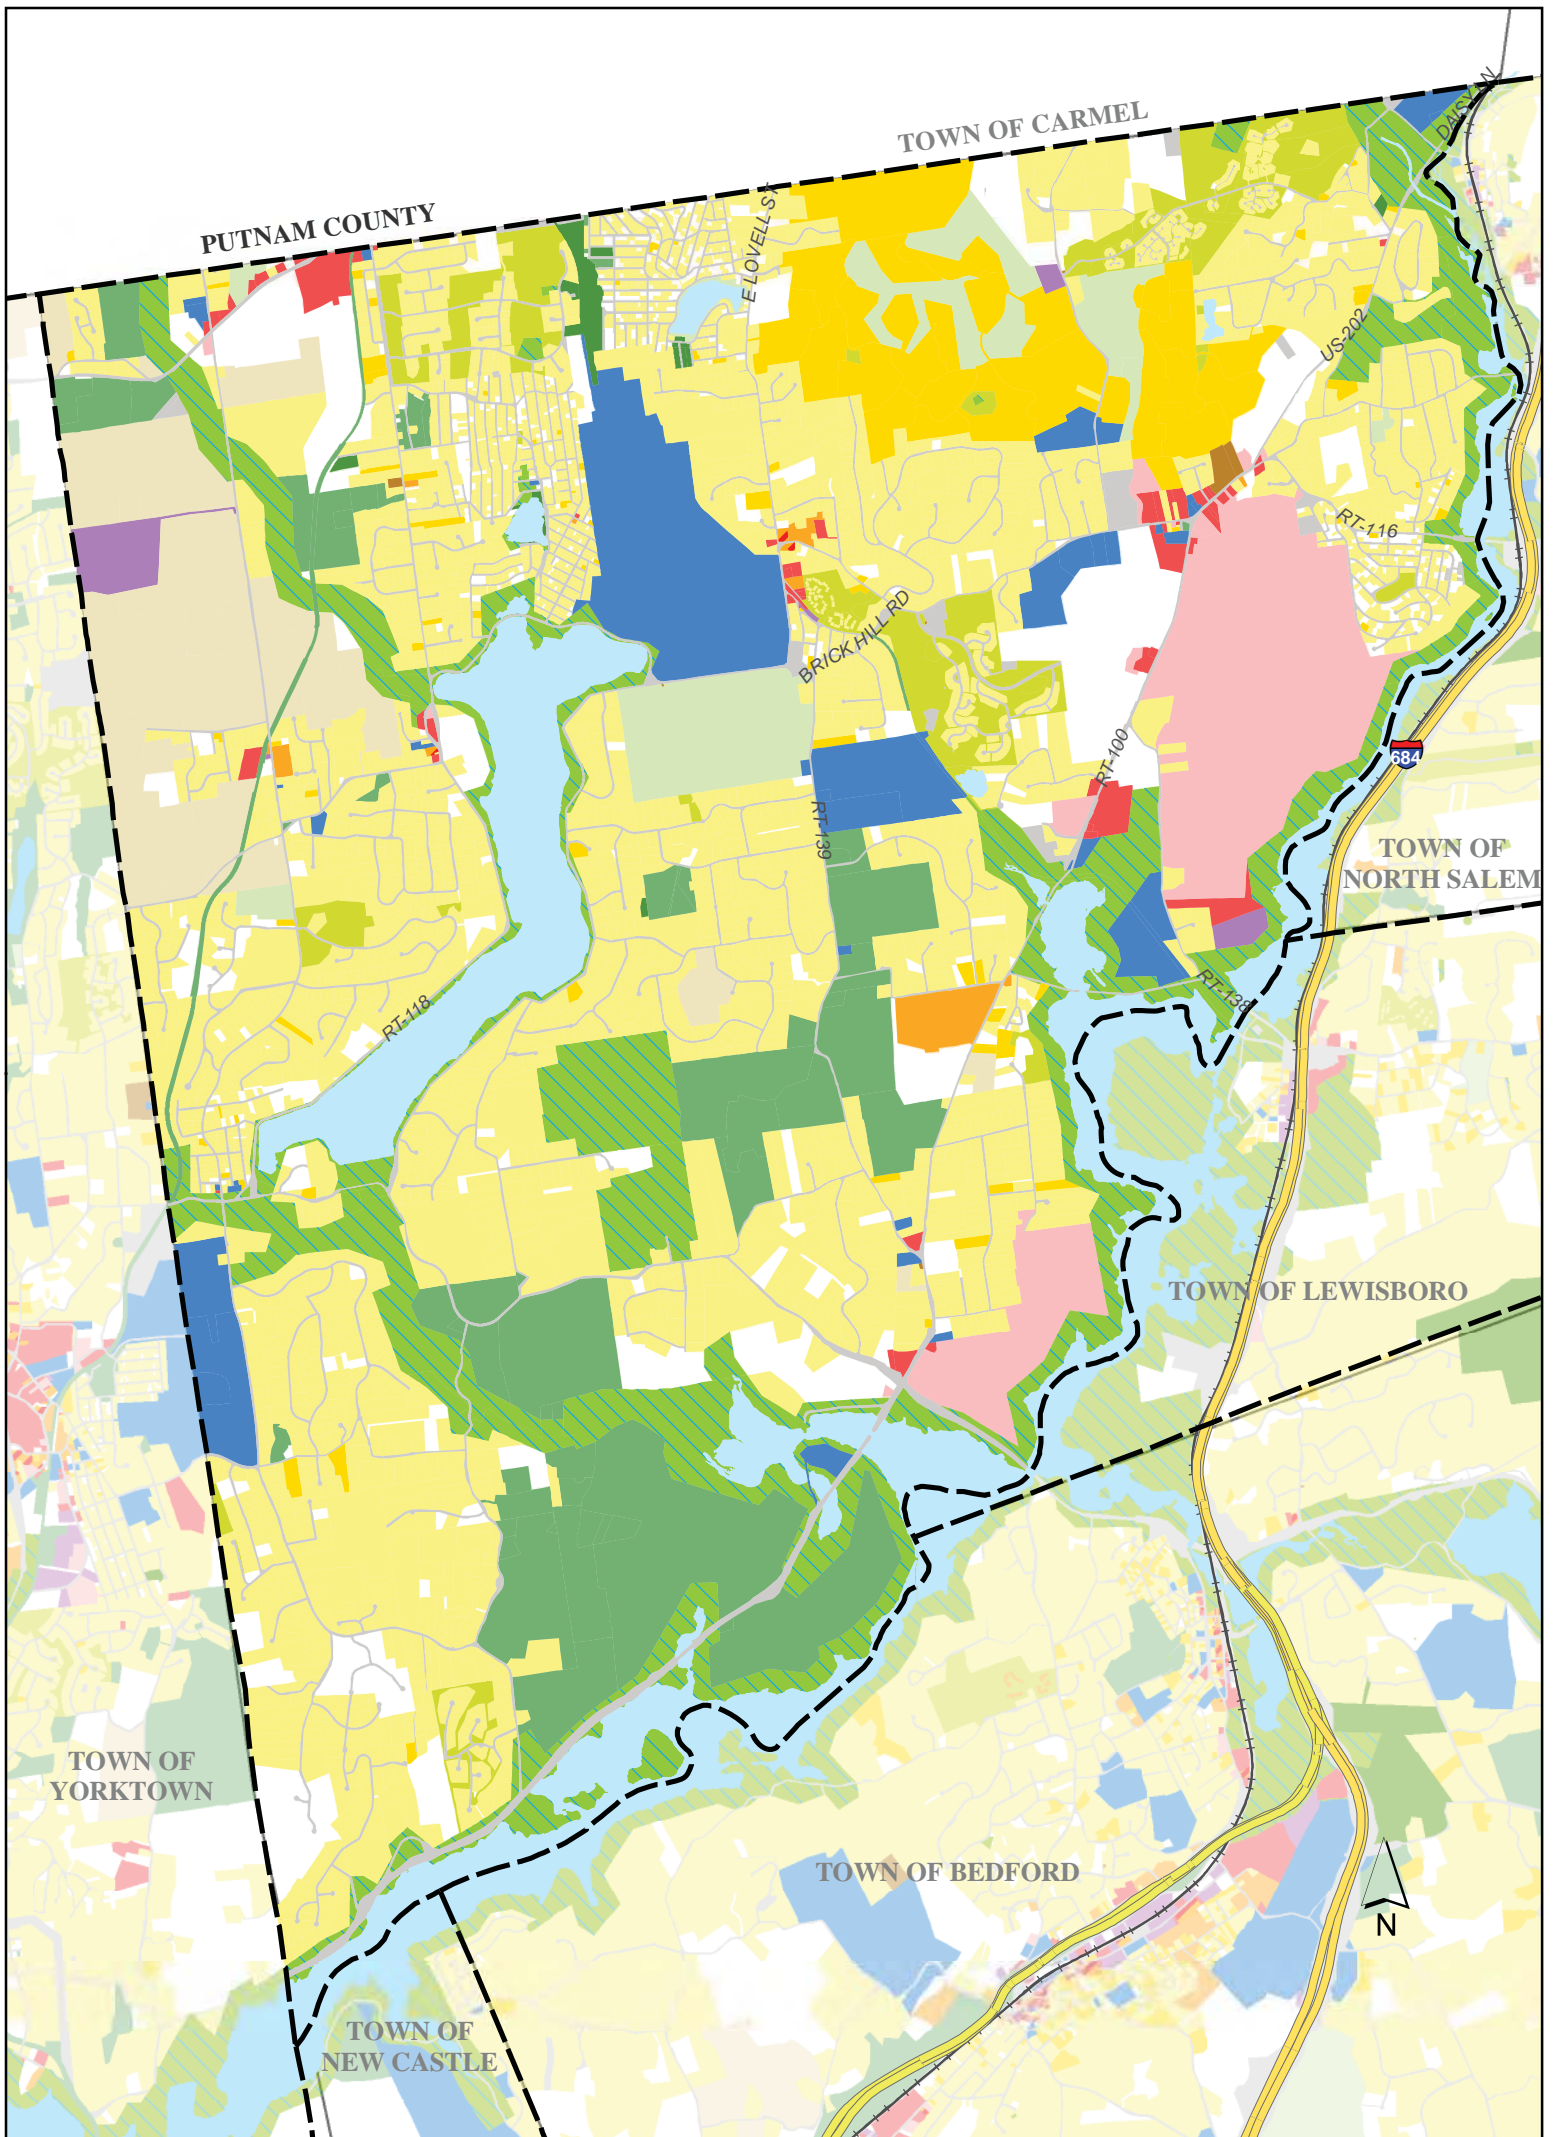 DAISY LN
TOWN OF CARMEL
PUTNAM COUNTY
E LOVELL ST
US-202
RT-116
BRICK HILL RD
RT-100
684
RT-139
TOWN OF
NORTH SALEM
RT-118
RT-138
TOWN OF LEWISBORO
TOWN OF
YORKTOWN
TOWN OF BEDFORD
N
TOWN OF
NEW CASTLE